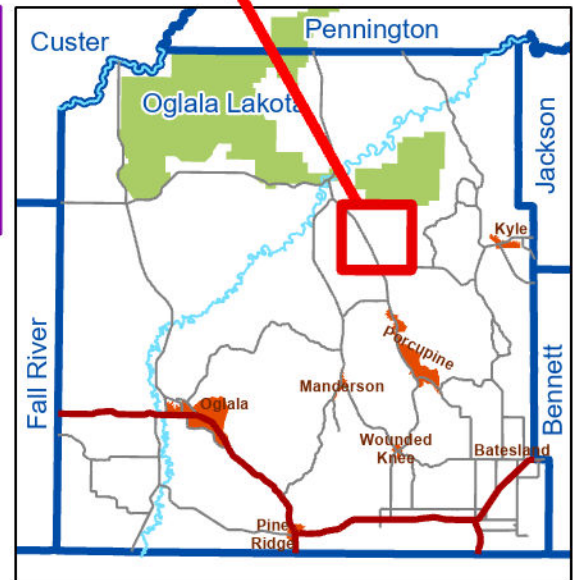 Pennington
Custer
Oglala Lakota
Jackson
Kyle
Porcupine
Fall River
Manderson
Oglala
Bennett
Wounded
Knee
Batesland
Pine
Ridge